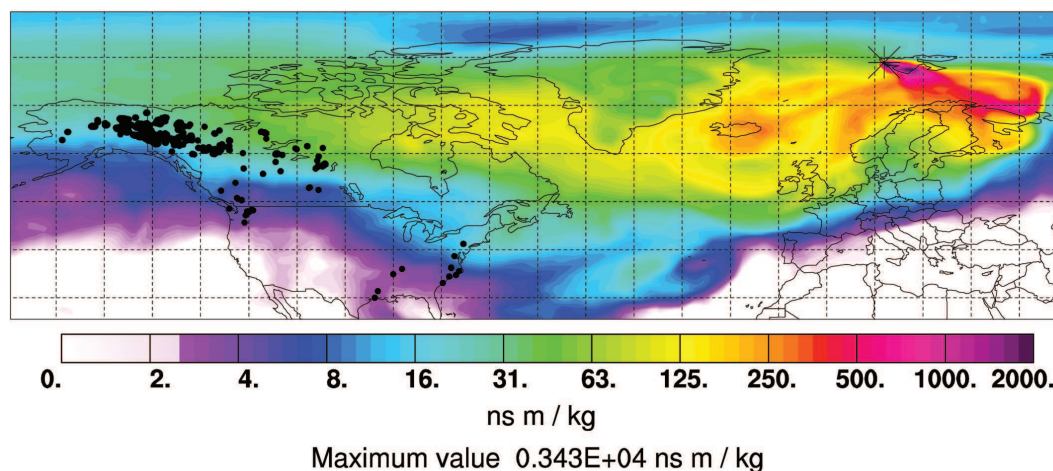 0. 2. 4. 8. 16. 31. 63. 125. 250. 500. 1000. 2000.
ns m / kg
Maximum value 0.343E+04 ns m / kg